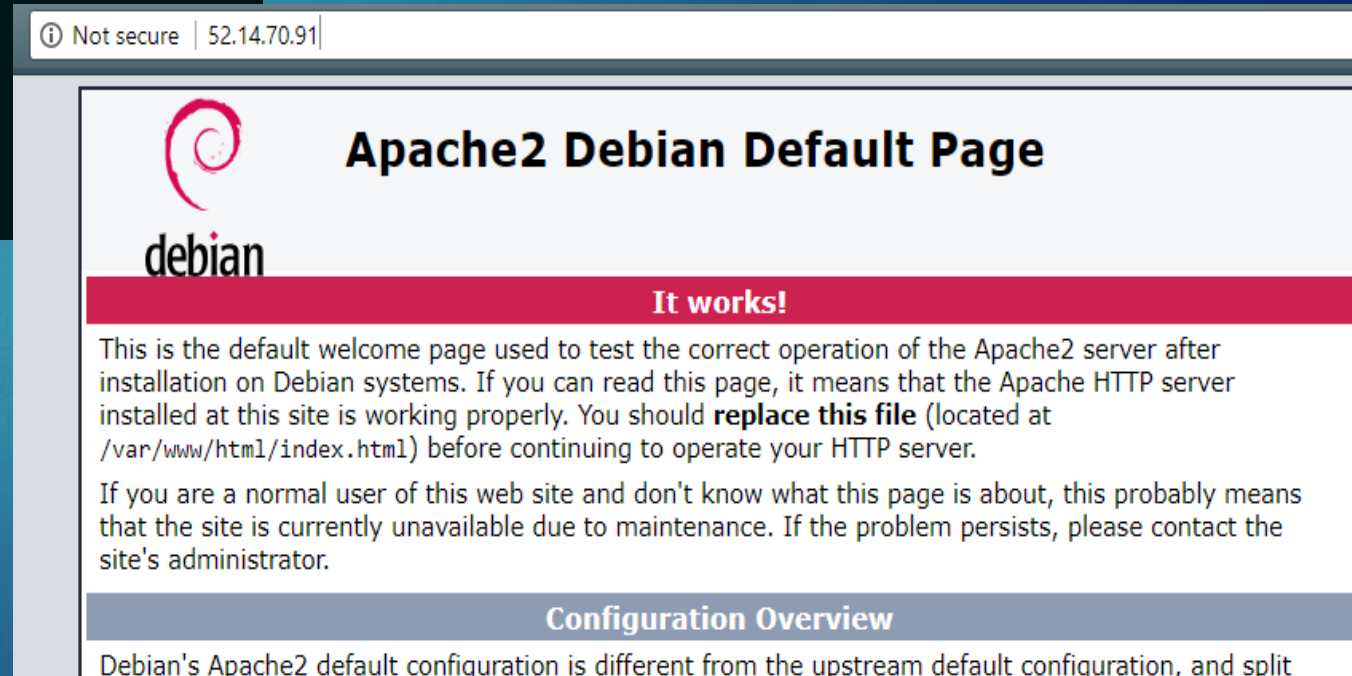 Not secure | 52.14.70.91
Apache2 Debian Default Page
debian
It works!
This is the default welcome page used to test the correct operation of the Apache2 server after
installation on Debian systems. If you can read this page, it means that the Apache HTTP server
installed at this site is working properly. You should replace this file (located at
/var/www/html/index.html) before continuing to operate your HTTP server.
If you are a normal user of this web site and don't know what this page is about, this probably means
that the site is currently unavailable due to maintenance. If the problem persists, please contact the
site's administrator.
Configuration Overview
Debian's Apache2 default configuration is different from the upstream default configuration, and split